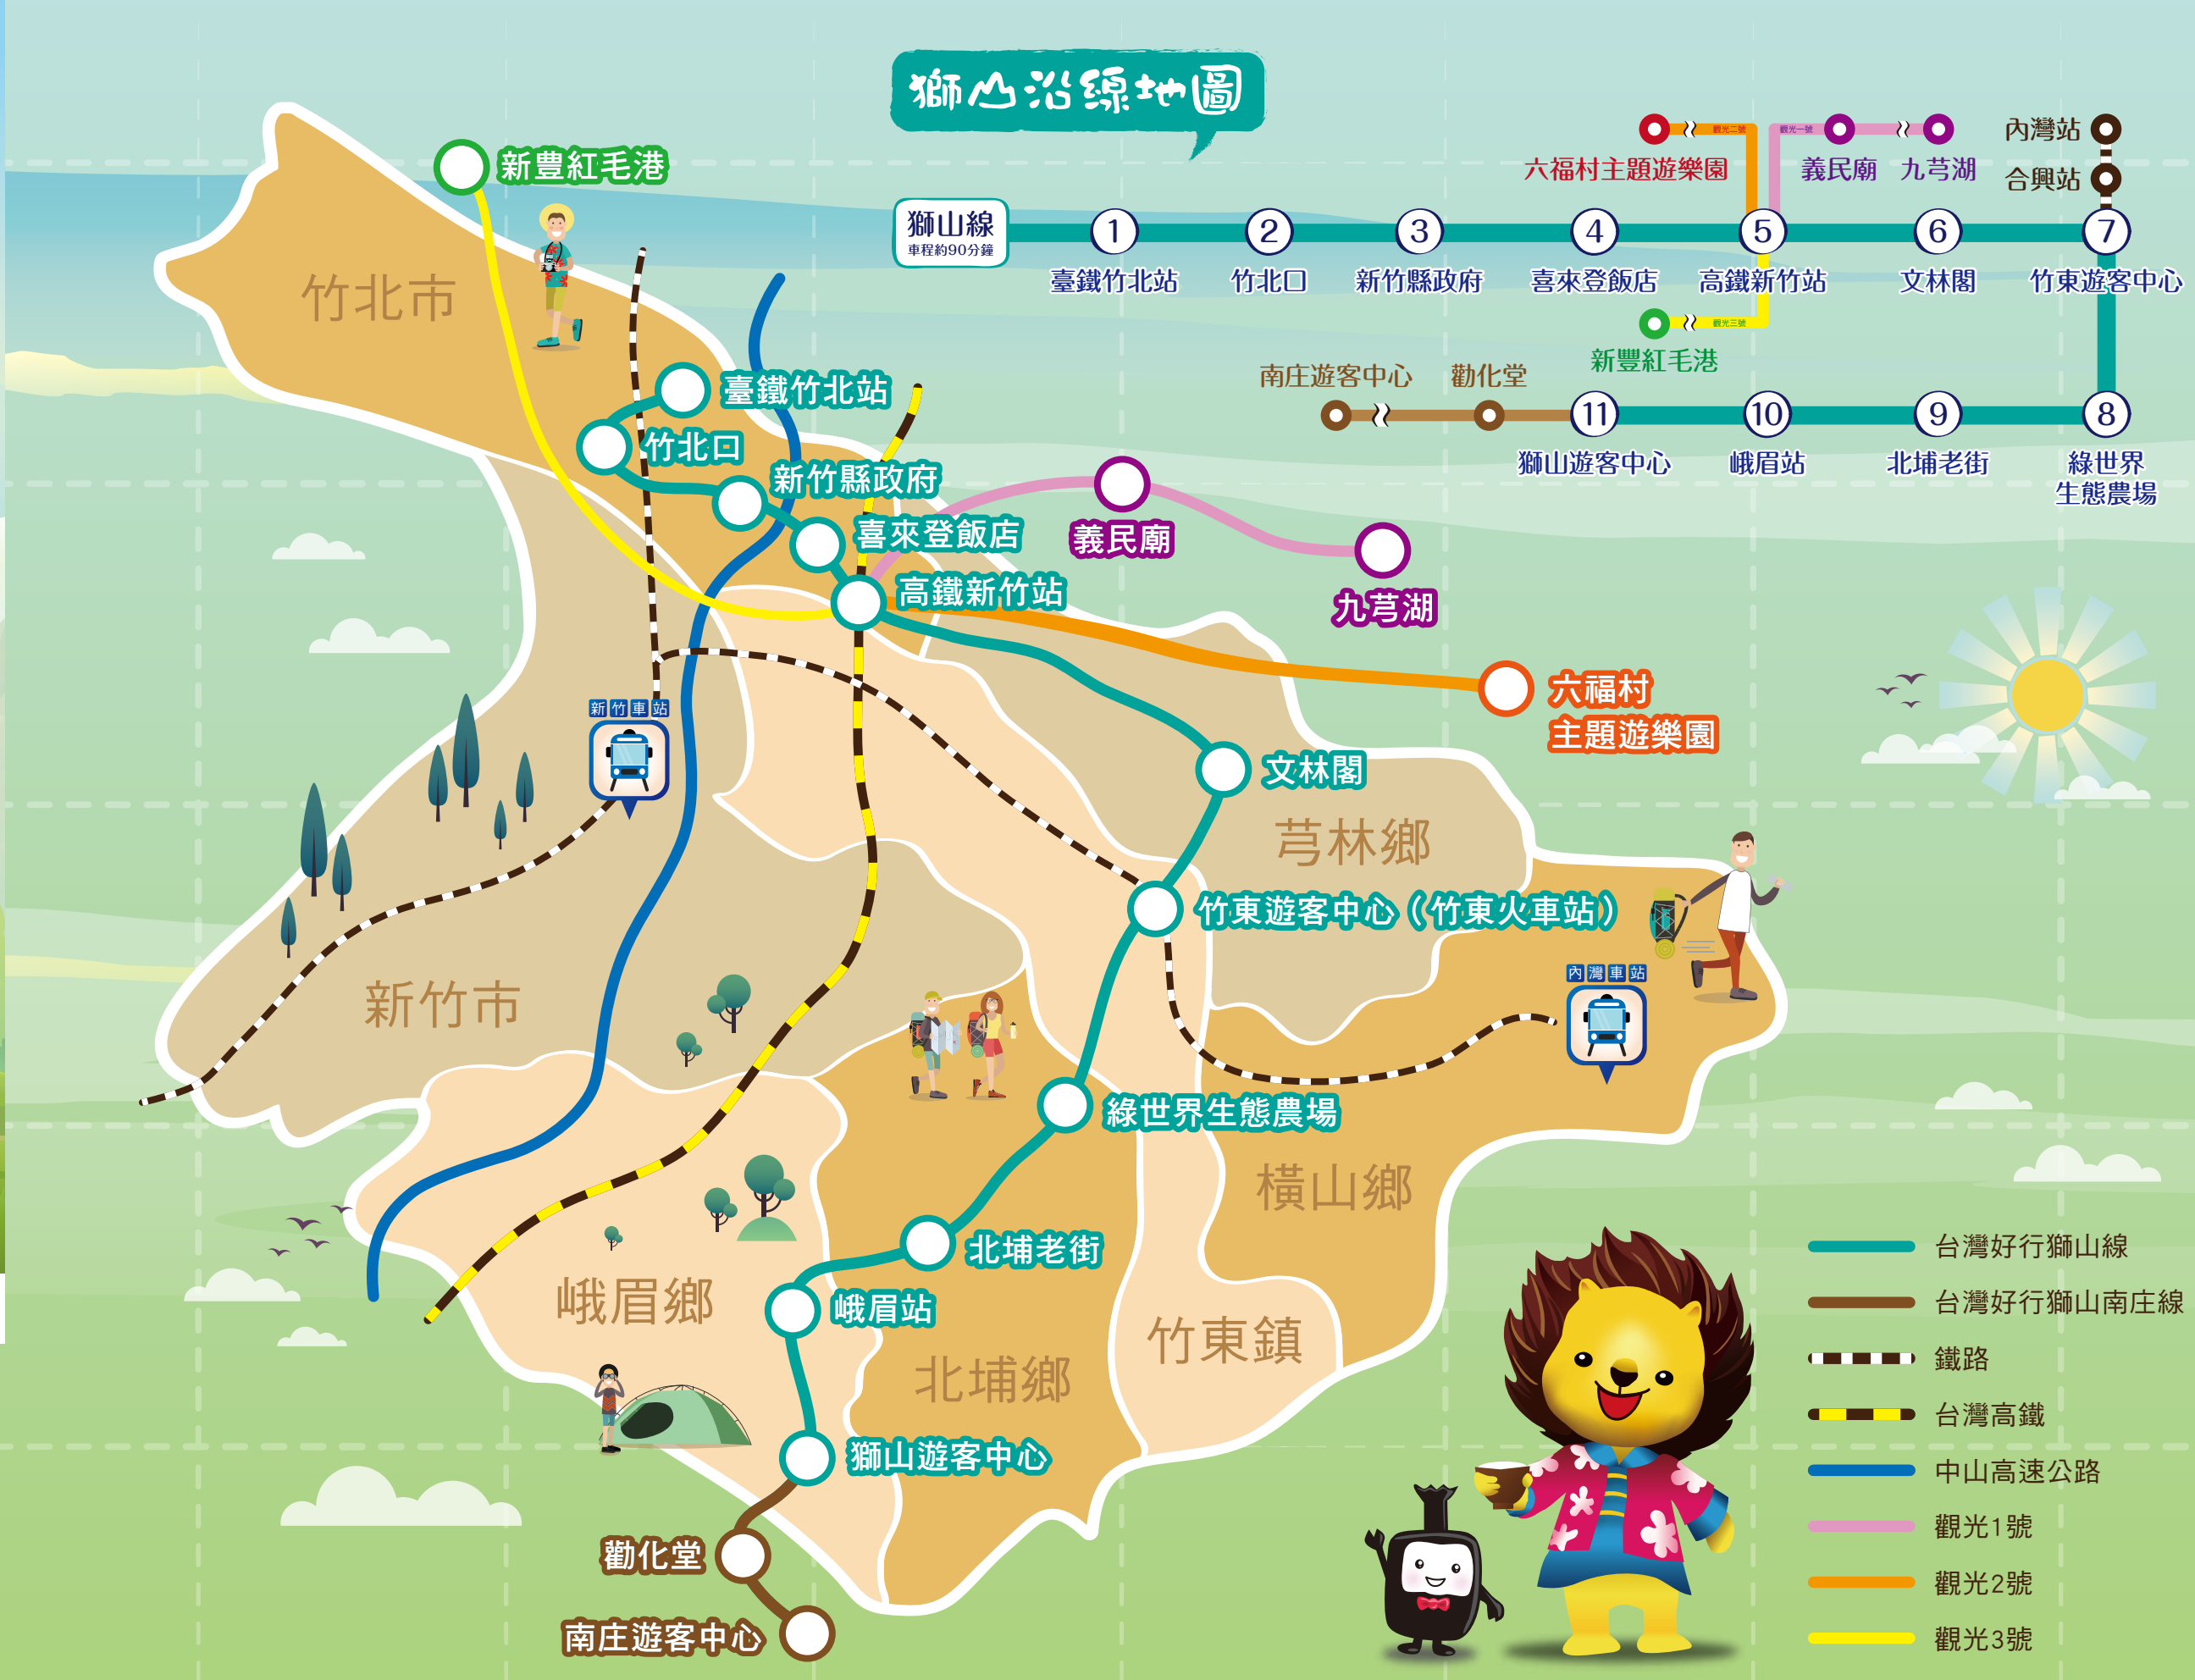 獅山沿線地圖
獅山線
車程約90分鐘
1
2
3
4
5
6
7
臺鐵竹北站
竹北口
新竹縣政府
喜來登飯店
高鐵新竹站
文林閣
竹東遊客中心
六福村主題遊樂園
觀光二號
觀光一號
義民廟
九芎湖
內灣站
合興站
觀光三號
新豐紅毛港
南庄遊客中心
勸化堂
11
10
9
8
獅山遊客中心
峨眉站
北埔老街
綠世界
生態農場
新豐紅毛港
竹北市
臺鐵竹北站
竹北口
新竹縣政府
喜來登飯店
高鐵新竹站
義民廟
九芎湖
六福村
主題遊樂園
新竹車站
文林閣
芎林鄉
竹東遊客中心(竹東火車站)
內灣車站
新竹市
綠世界生態農場
橫山鄉
北埔老街
峨眉鄉
峨眉站
竹東鎮
北埔鄉
獅山遊客中心
勸化堂
南庄遊客中心
台灣好行獅山線
台灣好行獅山南庄線
鐵路
台灣高鐵
中山高速公路
觀光1號
觀光2號
觀光3號